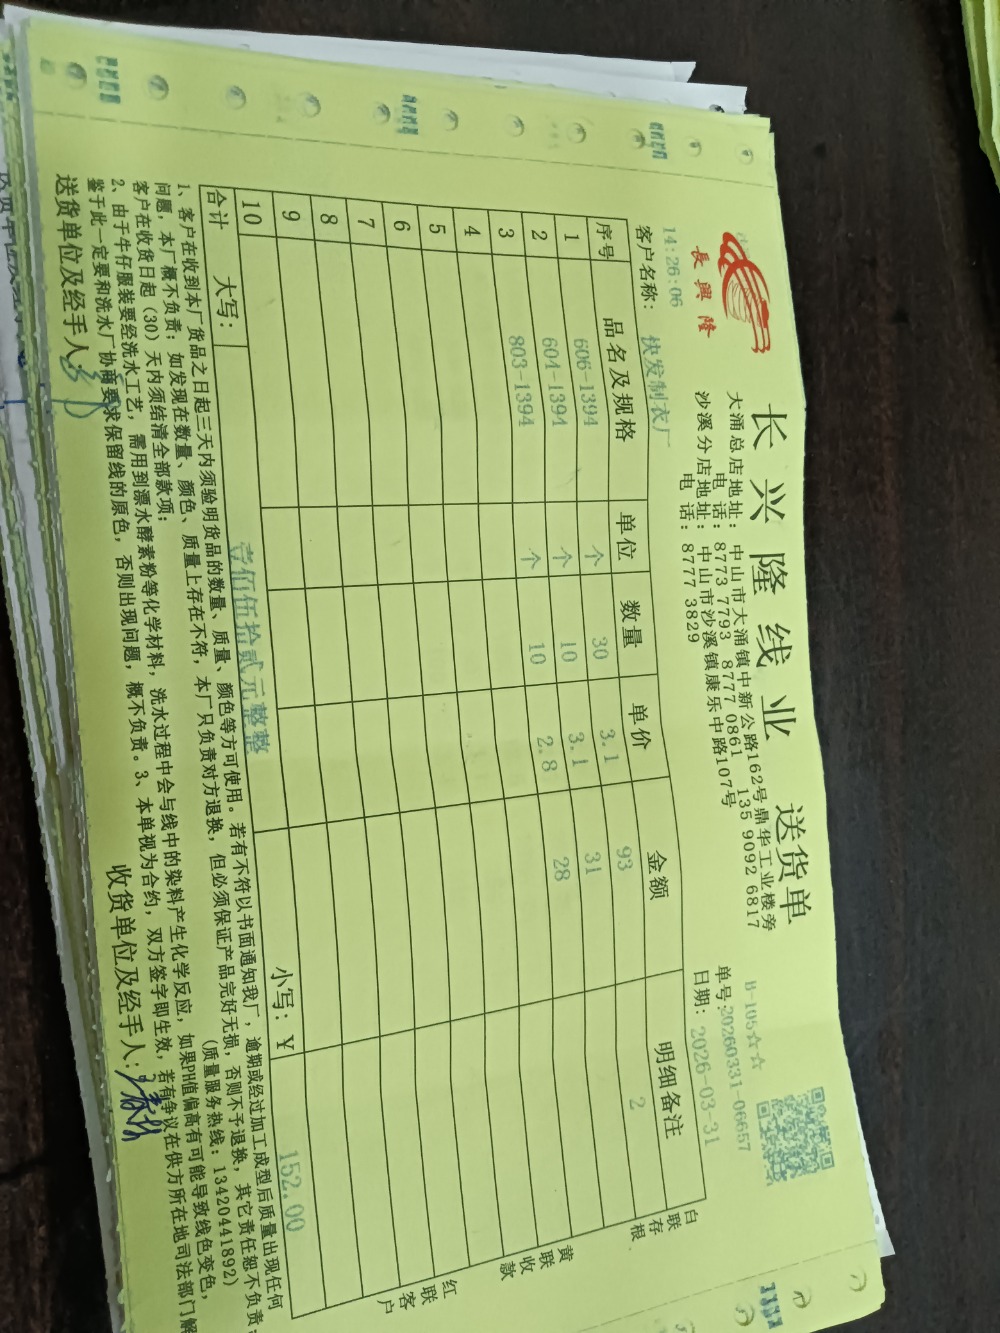 長興隆
长兴隆线业 送货单
大涌总店地址：中山市大涌镇中新公路162号鼎华工业楼旁
电 话：8773 7793 8777 0861 135 9092 6817
沙溪分店地址：中山市沙溪镇康乐中路107号
电 话：8777 3829
B-105☆☆
单号:20260331-06657
14:26:06
客户名称：快发制衣厂
日期：2026-03-31
序号 品名及规格 单位 数量 单价 金额 明细备注
1 606-1394 个 30 3.1 93 2
2 604-1394 个 10 3.1 31
3 803-1394 个 10 2.8 28
4
5
6
7
8
9
10
合计 大写：壹佰伍拾贰元整整 小写：￥ 152.00
白联存根
黄联收款
红联客户
1、客户在收到本厂货品之日起三天内须验明货品的数量、质量、颜色等方可使用。若有不符以书面通知我厂，逾期或经过加工成型后质量出现任何
问题，本厂概不负责；如发现在数量、颜色、质量上存在不符，本厂只负责对方退换，但必须保证产品完好无损，否则不予退换，其它责任恕不负责；
客户在收货日起（30）天内须结清全部款项；
(质量服务热线：13420441892)
2、由于牛仔服装要经洗水工艺，需用到漂水酵素粉等化学材料，洗水过程中会与线中的染料产生化学反应，如果PH值偏高有可能导致线色变色，
鉴于此一定要和洗水厂协商要求保留线的原色，否则出现问题，概不负责。3、本单视为合约，双方签字即生效，若有争议在供方所在地司法部门解
送货单位及经手人：
收货单位及经手人：